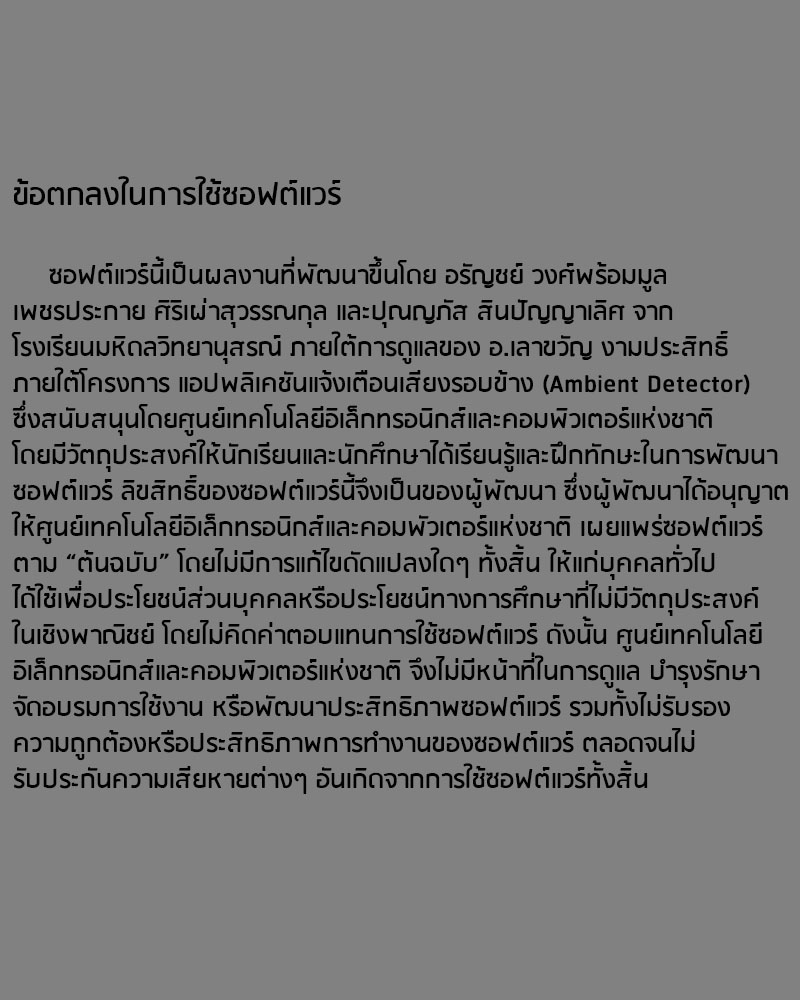 ข้อตกลงในการใช้ซอฟต์แวร์
ซอฟต์แวร์นี้เป็นผลงานที่พัฒนาขึ้นโดย อรัญชย์ วงศ์พร้อมมูล
เพชรประกาย ศิริเผ่าสุวรรณกุล และปุณญภัส สินปัญญาเลิศ จาก
โรงเรียนมหิดลวิทยานุสรณ์ ภายใต้การดูแลของ อ.เลาขวัญ งามประสิทธิ์
ภายใต้โครงการ แอปพลิเคชันแจ้งเตือนเสียงรอบข้าง (Ambient Detector)
ซึ่งสนับสนุนโดยศูนย์เทคโนโลยีอิเล็กทรอนิกส์และคอมพิวเตอร์แห่งชาติ
โดยมีวัตถุประสงค์ให้นักเรียนและนักศึกษาได้เรียนรู้และฝึกทักษะในการพัฒนา
ซอฟต์แวร์ ลิขสิทธิ์ของซอฟต์แวร์นี้จึงเป็นของผู้พัฒนา ซึ่งผู้พัฒนาได้อนุญาต
ให้ศูนย์เทคโนโลยีอิเล็กทรอนิกส์และคอมพัวเตอร์แห่งชาติ เผยแพร่ซอฟต์แวร์
ตาม “ต้นฉบับ” โดยไม่มีการแก้ไขดัดแปลงใดๆ ทั้งสิ้น ให้แก่บุคคลทั่วไป
ได้ใช้เพื่อประโยชน์ส่วนบุคคลหรือประโยชน์ทางการศึกษาที่ไม่มีวัตถุประสงค์
ในเชิงพาณิชย์ โดยไม่คิดค่าตอบแทนการใช้ซอฟต์แวร์ ดังนั้น ศูนย์เทคโนโลยี
อิเล็กทรอนิกส์และคอมพิวเตอร์แห่งชาติ จึงไม่มีหน้าที่ในการดูแล บำรุงรักษา
จัดอบรมการใช้งาน หรือพัฒนาประสิทธิภาพซอฟต์แวร์ รวมทั้งไม่รับรอง
ความถูกต้องหรือประสิทธิภาพการทำงานของซอฟต์แวร์ ตลอดจนไม่
รับประกันความเสียหายต่างๆ อันเกิดจากการใช้ซอฟต์แวร์ทั้งสิ้น